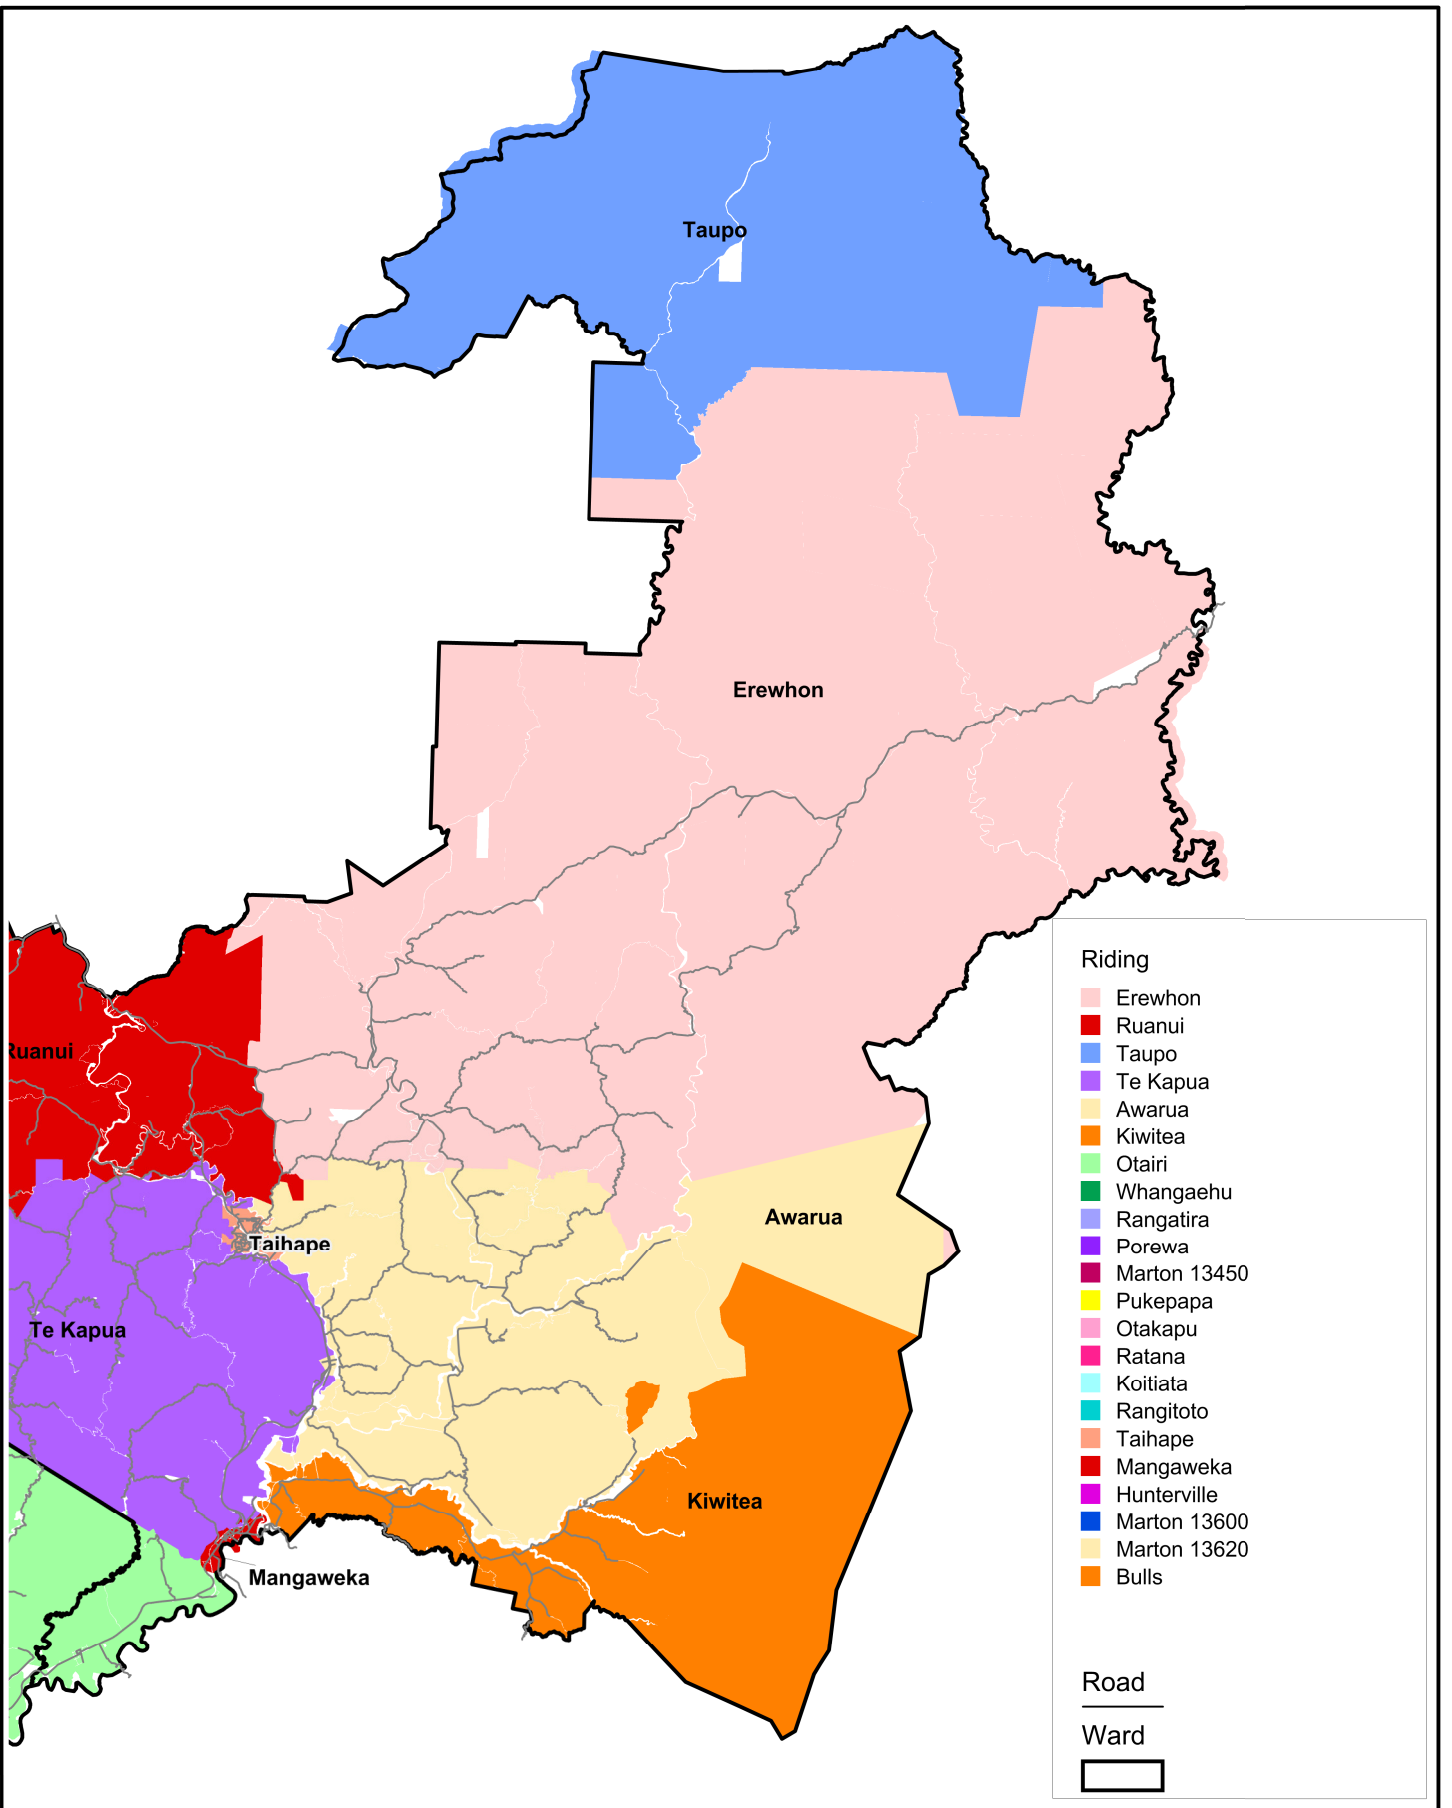 Taupo
Erewhon
Ruanui
Awarua
Taihape
Te Kapua
Kiwitea
Mangaweka
Riding
Erewhon
Ruanui
Taupo
Te Kapua
Awarua
Kiwitea
Otairi
Whangaehu
Rangatira
Porewa
Marton 13450
Pukepapa
Otakapu
Ratana
Koitiata
Rangitoto
Taihape
Mangaweka
Hunterville
Marton 13600
Marton 13620
Bulls
Road
Ward